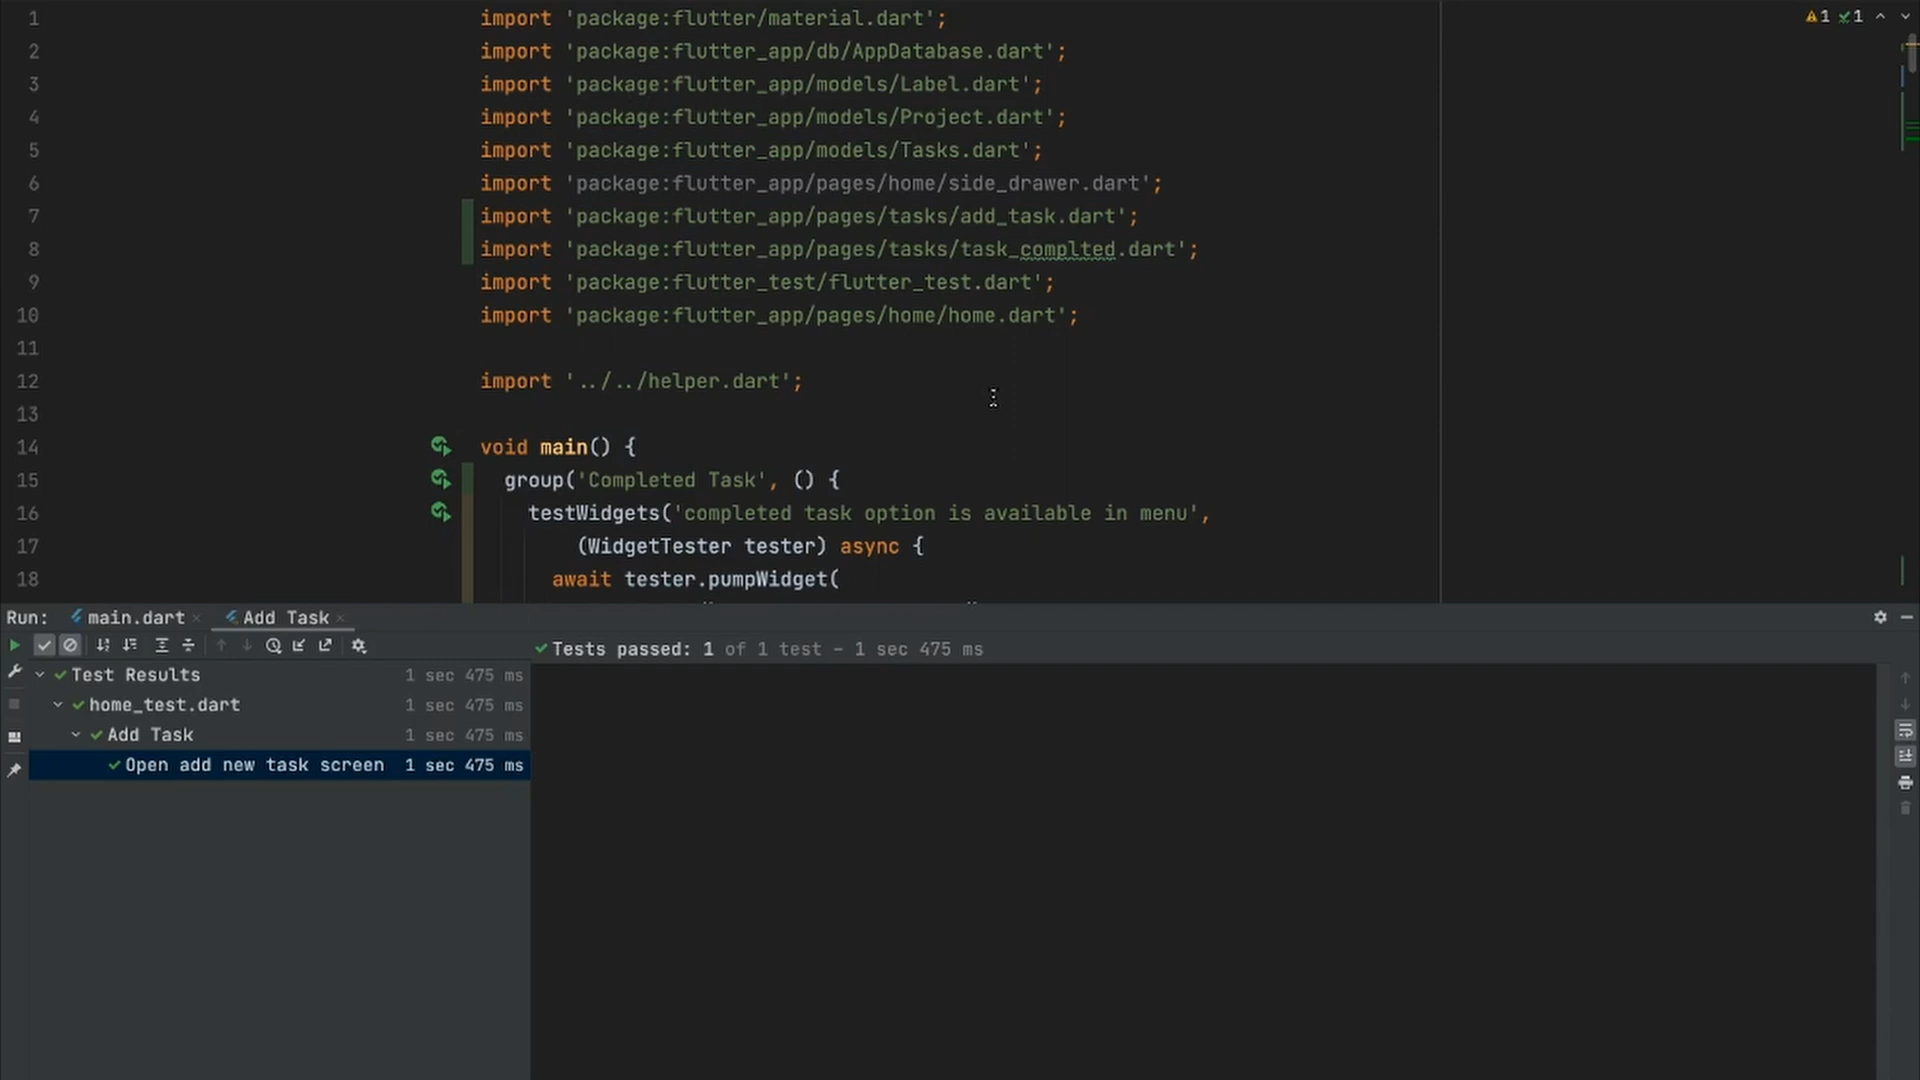 1 import 'package:flutter/material.dart';
2 import 'package:flutter_app/db/AppDatabase.dart';
3 import 'package:flutter_app/models/Label.dart';
4 import 'package:flutter_app/models/Project.dart';
5 import 'package:flutter_app/models/Tasks.dart';
6 import 'package:flutter_app/pages/home/side_drawer.dart';
7 import 'package:flutter_app/pages/tasks/add_task.dart';
8 import 'package:flutter_app/pages/tasks/task_complted.dart';
9 import 'package:flutter_test/flutter_test.dart';
10 import 'package:flutter_app/pages/home/home.dart';
11
12 import '../../helper.dart';
13
14 void main() {
15 group('Completed Task', () {
16 testWidgets('completed task option is available in menu',
17 (WidgetTester tester) async {
18 await tester.pumpWidget(
1 1
Run: main.dart × Add Task ×
Tests passed: 1 of 1 test – 1 sec 475 ms
Test Results 1 sec 475 ms
home_test.dart 1 sec 475 ms
Add Task 1 sec 475 ms
Open add new task screen 1 sec 475 ms